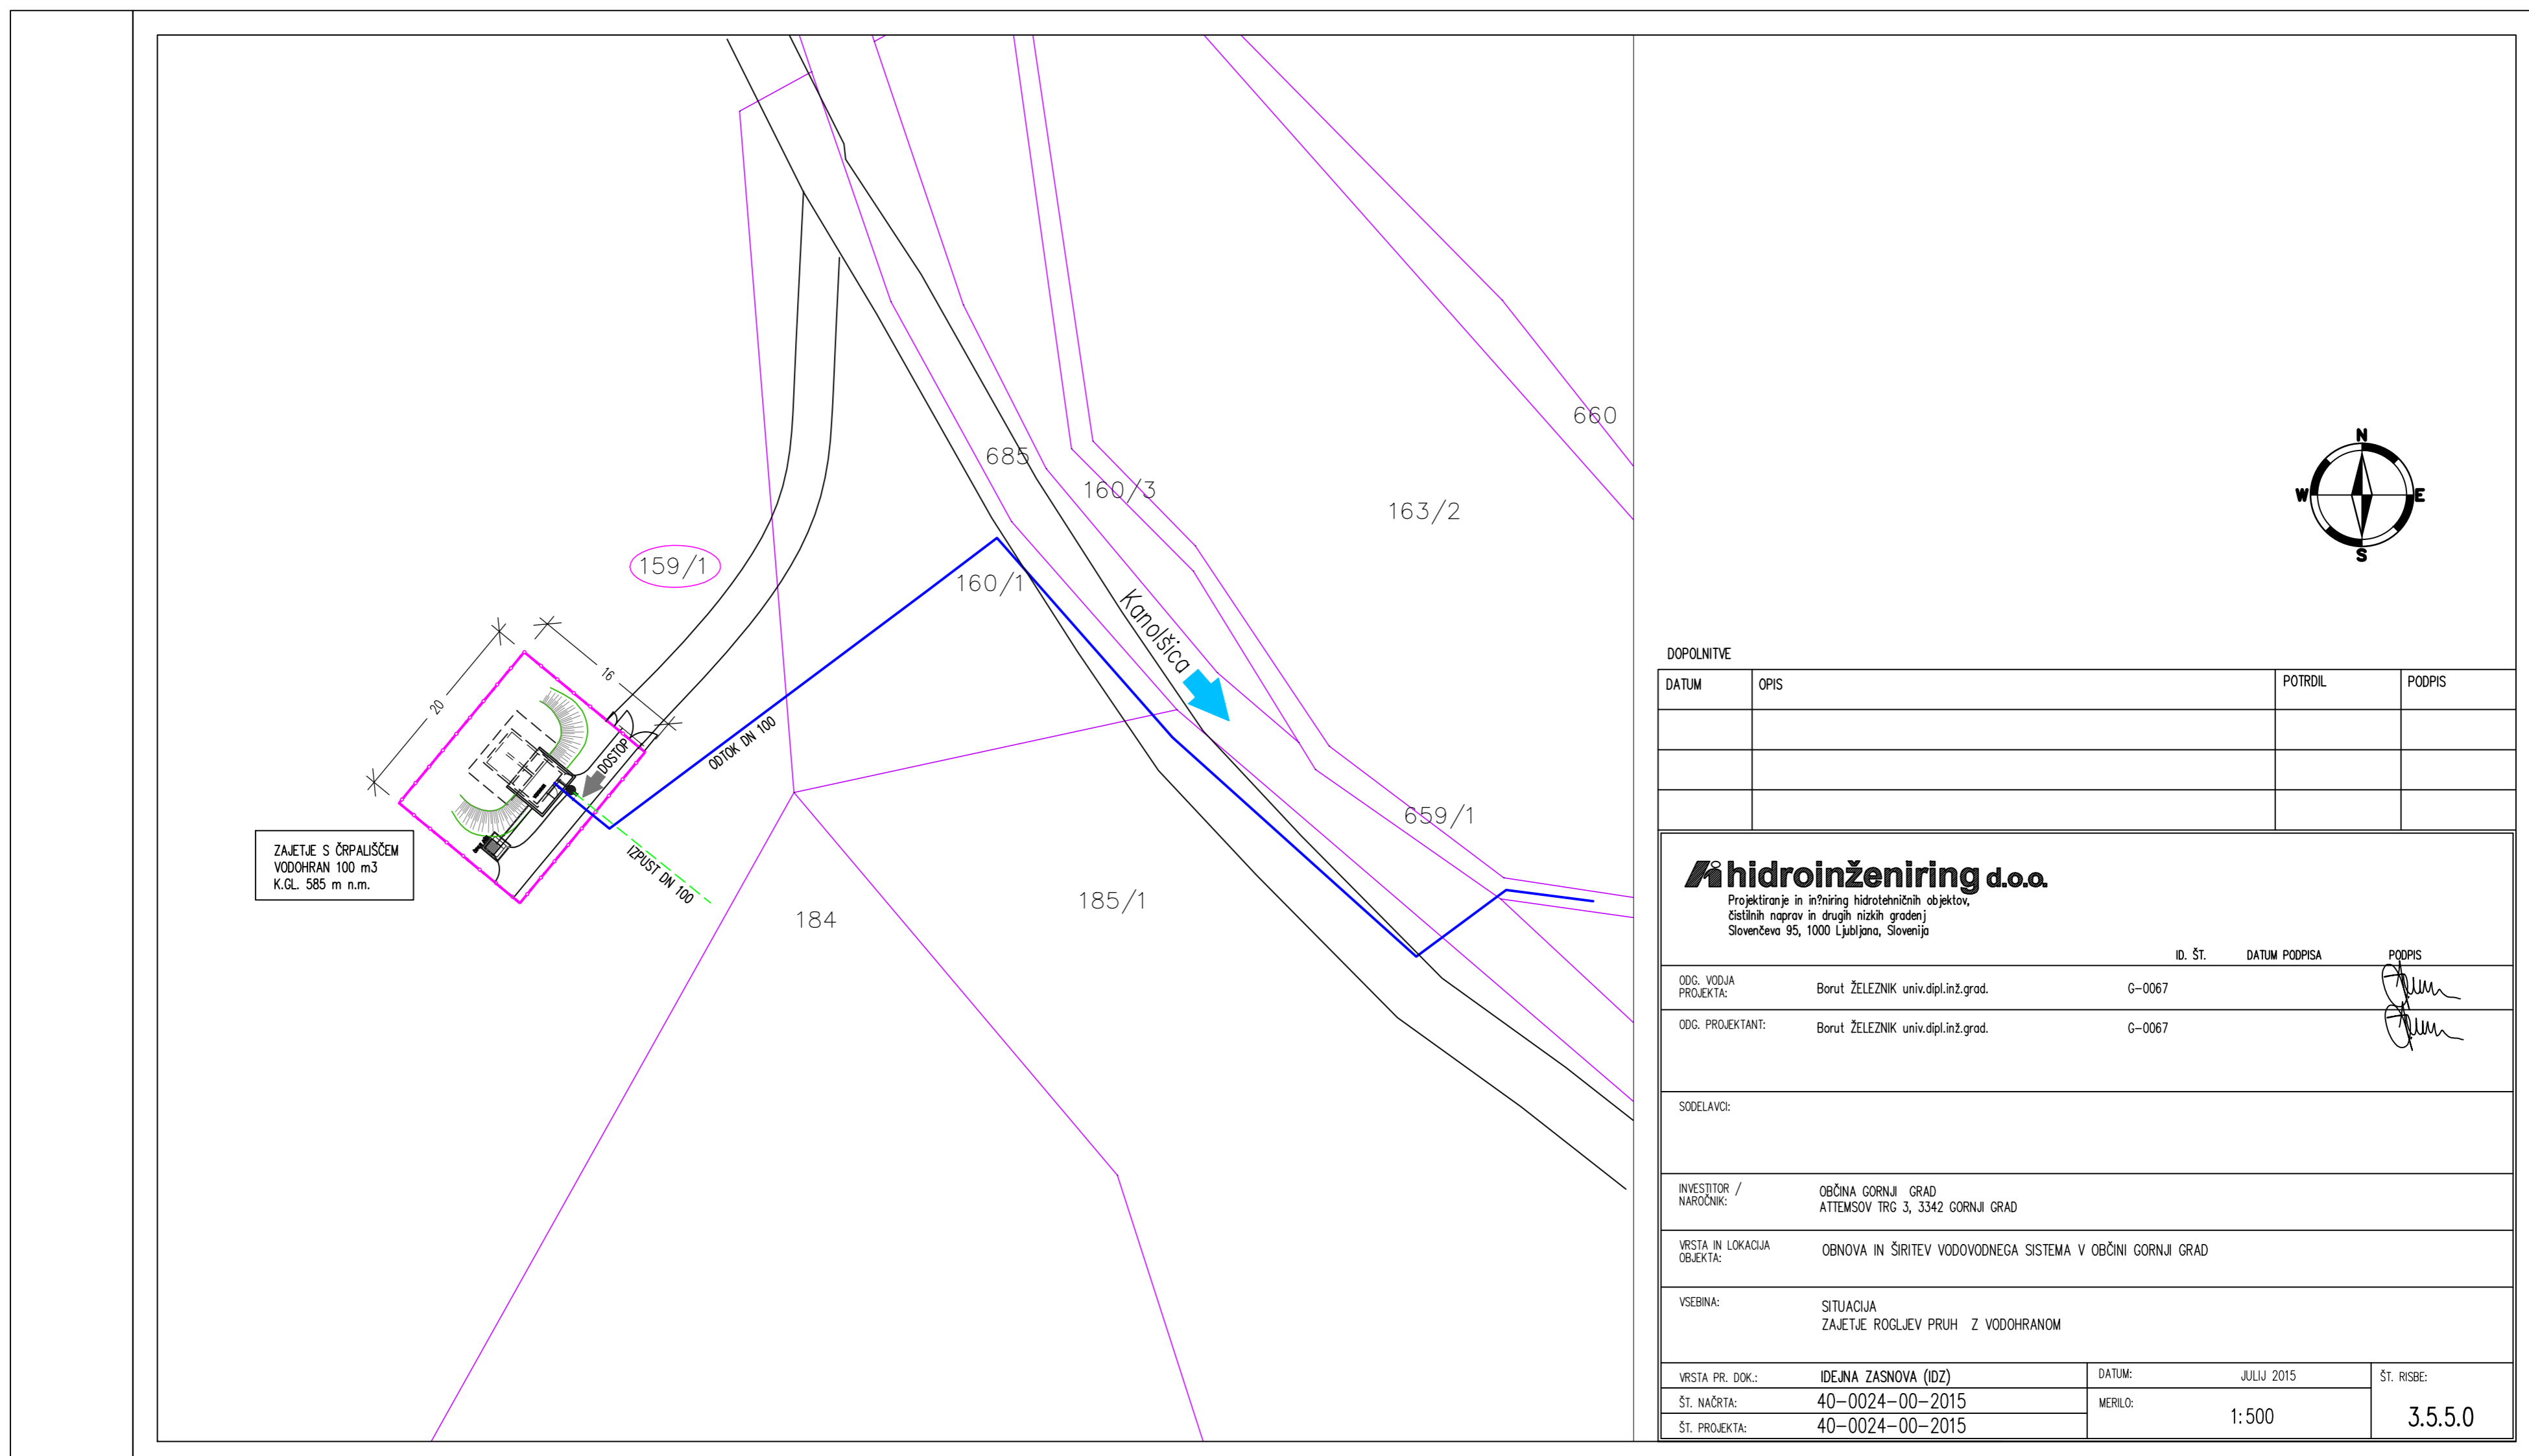 660
685
160/3
163/2
159/1
160/1
Kanolšica
16
20
DOSTOP
ODTOK DN 100
IZPUST DN 100
659/1
185/1
184
ZAJETJE S ČRPALIŠČEM
VODOHRAN 100 m3
K.GL. 585 m n.m.
N
W E
S
DOPOLNITVE
DATUM OPIS POTRDIL PODPIS
hidroinženiring d.o.o.
Projektiranje in in?niring hidrotehničnih objektov,
čistilnih naprav in drugih nizkih gradenj
Slovenčeva 95, 1000 Ljubljana, Slovenija
ID. ŠT. DATUM PODPISA PODPIS
ODG. VODJA
PROJEKTA: Borut ŽELEZNIK univ.dipl.inž.grad. G-0067
ODG. PROJEKTANT: Borut ŽELEZNIK univ.dipl.inž.grad. G-0067
SODELAVCI:
INVESTITOR /
NAROČNIK:
OBČINA GORNJI GRAD
ATTEMSOV TRG 3, 3342 GORNJI GRAD
VRSTA IN LOKACIJA
OBJEKTA:
OBNOVA IN ŠIRITEV VODOVODNEGA SISTEMA V OBČINI GORNJI GRAD
VSEBINA:
SITUACIJA
ZAJETJE ROGLJEV PRUH Z VODOHRANOM
VRSTA PR. DOK.: IDEJNA ZASNOVA (IDZ)
ŠT. NAČRTA: 40-0024-00-2015
ŠT. PROJEKTA: 40-0024-00-2015
DATUM: JULIJ 2015
MERILO: 1:500
ŠT. RISBE:
3.5.5.0